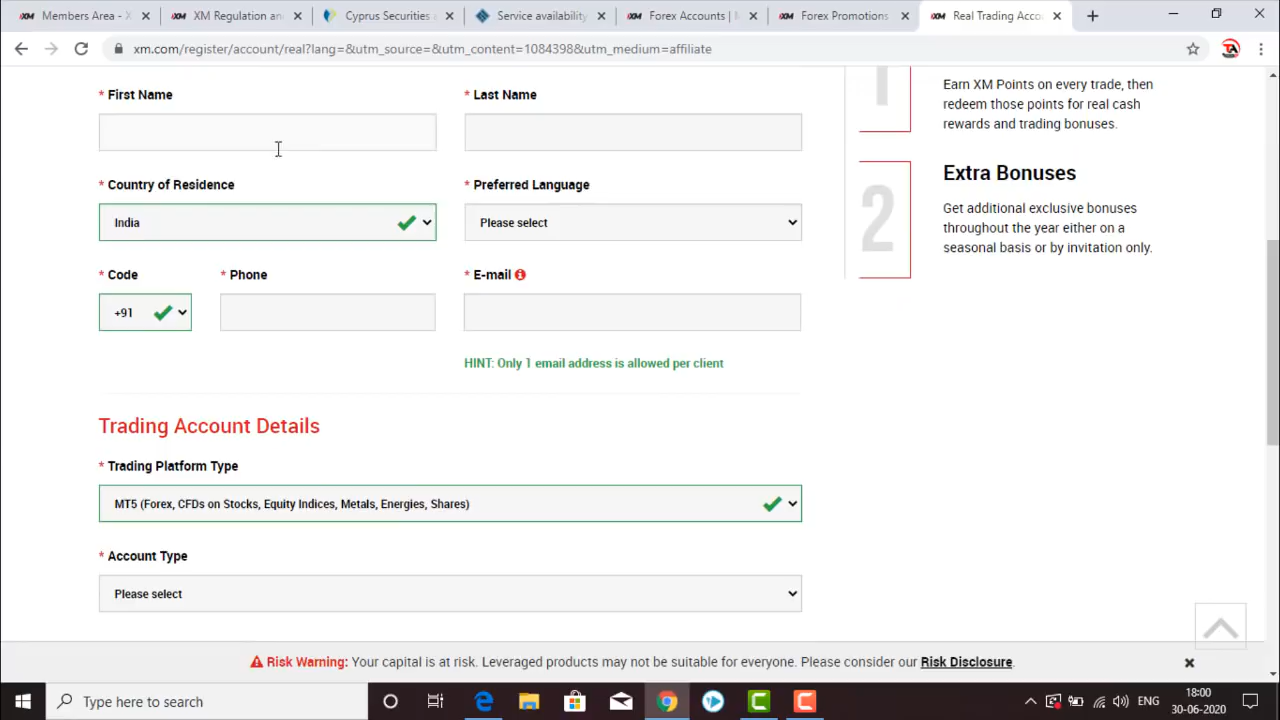 Members Area - X
XM Regulation an
Cyprus Securities
Service availability
Forex Accounts | M
Forex Promotions
Real Trading Acco
xm.com/register/account/real?lang=&utm_source=&utm_content=1084398&utm_medium=affiliate
* First Name
* Last Name
1
Earn XM Points on every trade, then
redeem those points for real cash
rewards and trading bonuses.
* Country of Residence
* Preferred Language
India
Please select
2
Extra Bonuses
Get additional exclusive bonuses
throughout the year either on a
seasonal basis or by invitation only.
* Code
* Phone
* E-mail
+91
HINT: Only 1 email address is allowed per client
Trading Account Details
* Trading Platform Type
MT5 (Forex, CFDs on Stocks, Equity Indices, Metals, Energies, Shares)
* Account Type
Please select
Risk Warning: Your capital is at risk. Leveraged products may not be suitable for everyone. Please consider our Risk Disclosure.
Type here to search
ENG
18:00
30-06-2020